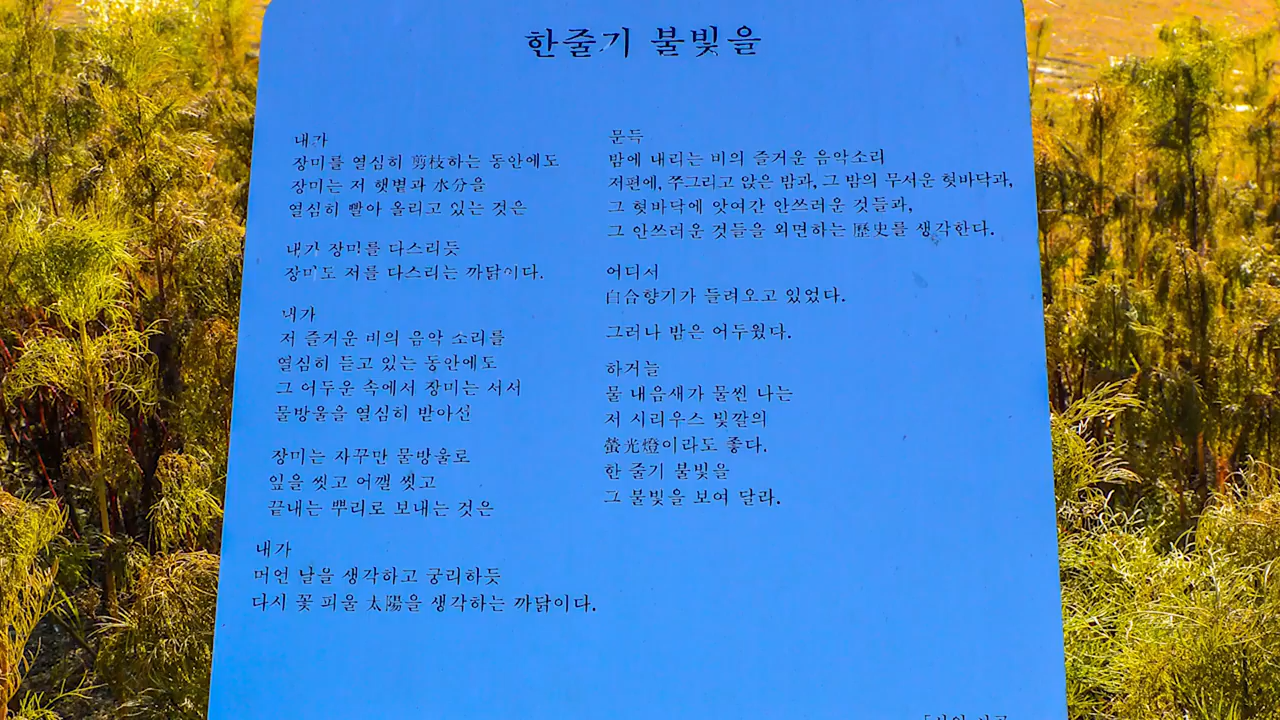 한줄기 불빛을
내가
장미를 열심히 剪枝하는 동안에도
장미는 저 햇볕과 水分을
열심히 빨아 올리고 있는 것은
내가 장미를 다스리듯
장미도 저를 다스리는 까닭이다.
내가
저 즐거운 비의 음악 소리를
열심히 듣고 있는 동안에도
그 어두운 속에서 장미는 서서
물방울을 열심히 받아선
장미는 자꾸만 물방울로
잎을 씻고 어깰 씻고
끝내는 뿌리로 보내는 것은
내가
머언 날을 생각하고 궁리하듯
다시 꽃 피울 太陽을 생각하는 까닭이다.
문득
밤에 내리는 비의 즐거운 음악소리
저편에, 쭈그리고 앉은 밤과, 그 밤의 무서운 헛바닥과,
그 헛바닥에 앗여간 안쓰러운 것들과,
그 안쓰러운 것들을 외면하는 歷史를 생각한다.
어디서
白合향기가 들려오고 있었다.
그러나 밤은 어두웠다.
하거늘
물 내음새가 물씬 나는
저 시리우스 빛깔의
螢光燈이라도 좋다.
한 줄기 불빛을
그 불빛을 보여 달라.